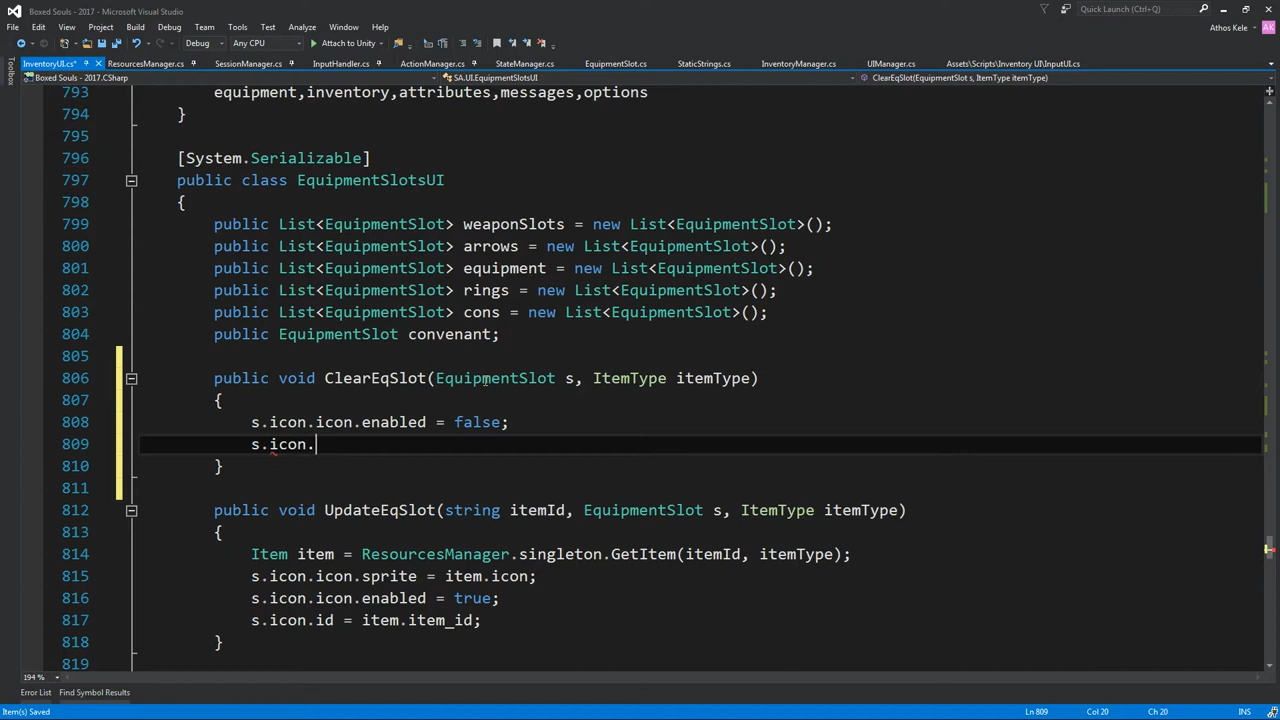 Boxed Souls - 2017 - Microsoft Visual Studio
Quick Launch (Ctrl+Q)
File Edit View Project Build Debug Team Tools Test Analyze Window Help
Athos Kele AK
Debug Any CPU Attach to Unity
Toolbox
InventoryUI.cs* ResourcesManager.cs SessionManager.cs InputHandler.cs ActionManager.cs StateManager.cs EquipmentSlot.cs StaticStrings.cs InventoryManager.cs UIManager.cs Assets\Scripts\Inventory UI\InputUI.cs
Boxed Souls - 2017.CSharp SA.UI.EquipmentSlotsUI ClearEqSlot(EquipmentSlot s, ItemType itemType)
793 equipment,inventory,attributes,messages,options
794 }
795
796 [System.Serializable]
797 public class EquipmentSlotsUI
798 {
799 public List<EquipmentSlot> weaponSlots = new List<EquipmentSlot>();
800 public List<EquipmentSlot> arrows = new List<EquipmentSlot>();
801 public List<EquipmentSlot> equipment = new List<EquipmentSlot>();
802 public List<EquipmentSlot> rings = new List<EquipmentSlot>();
803 public List<EquipmentSlot> cons = new List<EquipmentSlot>();
804 public EquipmentSlot convenant;
805
806 public void ClearEqSlot(EquipmentSlot s, ItemType itemType)
807 {
808 s.icon.icon.enabled = false;
809 s.icon.
810 }
811
812 public void UpdateEqSlot(string itemId, EquipmentSlot s, ItemType itemType)
813 {
814 Item item = ResourcesManager.singleton.GetItem(itemId, itemType);
815 s.icon.icon.sprite = item.icon;
816 s.icon.icon.enabled = true;
817 s.icon.id = item.item_id;
818 }
819
194 %
Error List Find Symbol Results
Item(s) Saved Ln 809 Col 20 Ch 20 INS